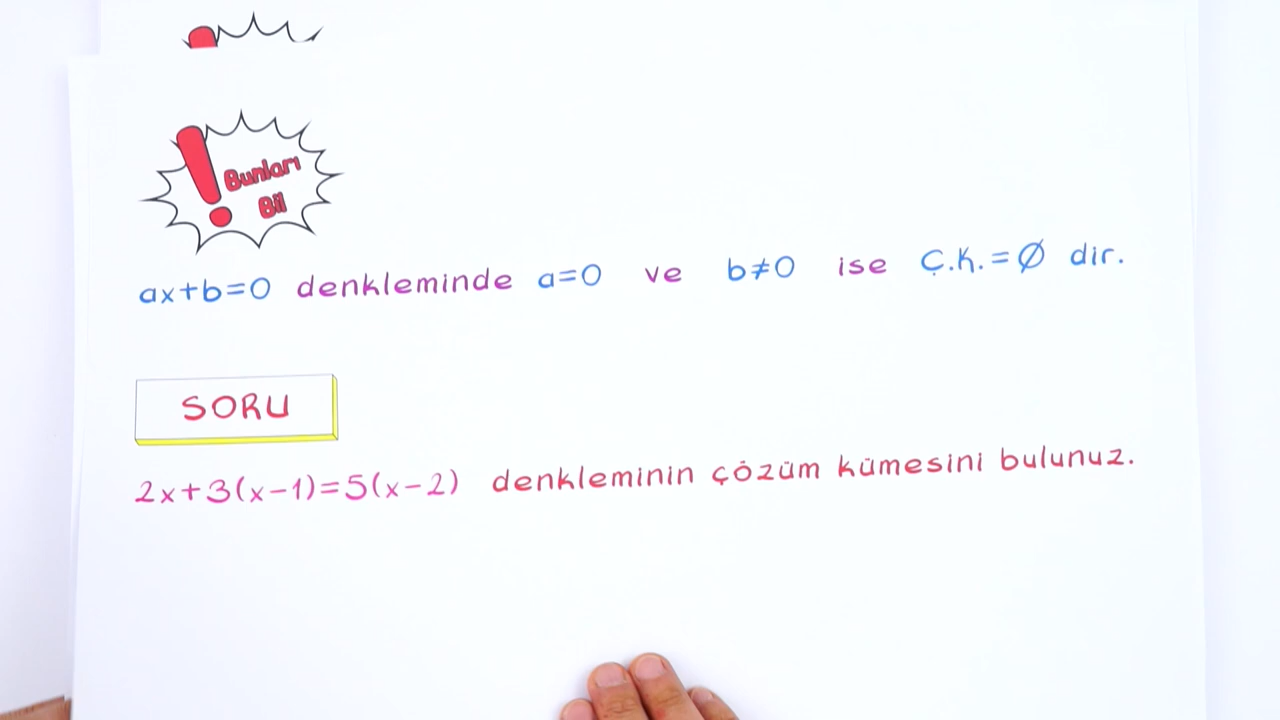 Bunları
Bil
ax+b=0 denkleminde a=0 ve b≠0 ise Ç.K.=Ø dir.
SORU
2x+3(x-1)=5(x-2) denkleminin çözüm kümesini bulunuz.